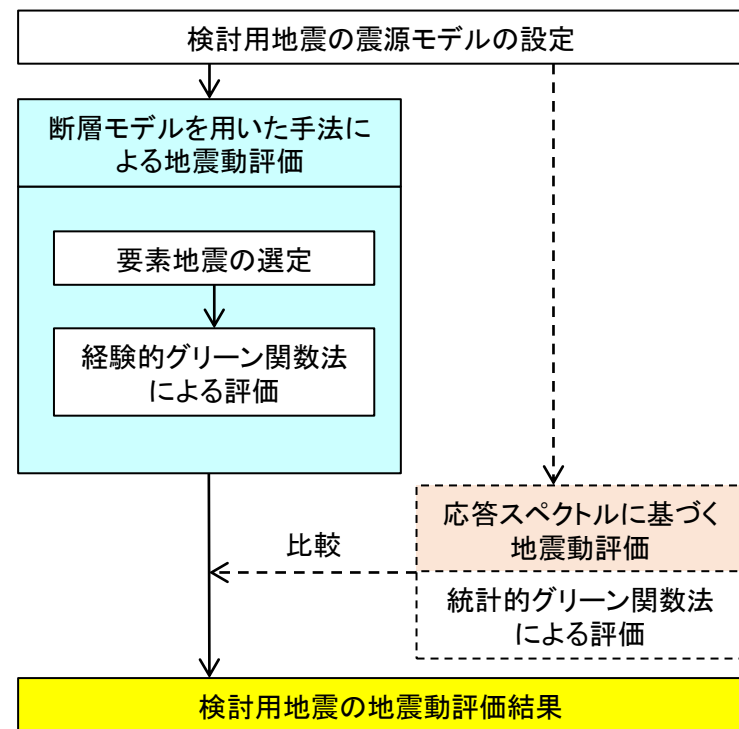 検討用地震の震源モデルの設定
断層モデルを用いた手法に
よる地震動評価
要素地震の選定
経験的グリーン関数法
による評価
応答スペクトルに基づく
地震動評価
比較
統計的グリーン関数法
による評価
検討用地震の地震動評価結果